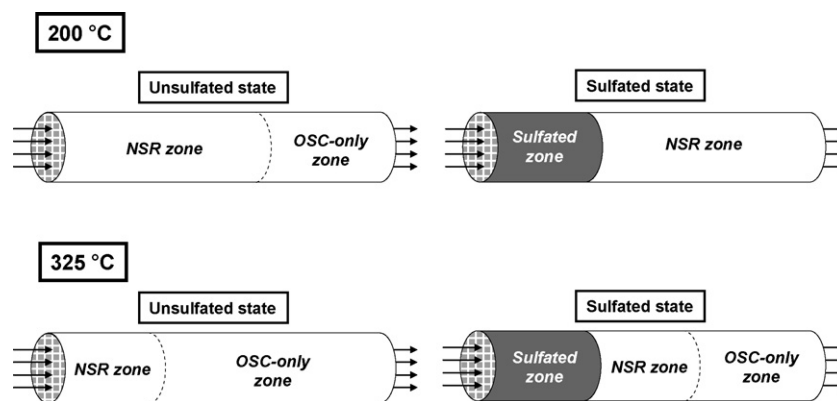 200 °C
Unsulfated state
Sulfated state
NSR zone
OSC-only
zone
Sulfated
zone
NSR zone
325 °C
Unsulfated state
Sulfated state
NSR zone
OSC-only
zone
Sulfated
zone
NSR zone
OSC-only
zone